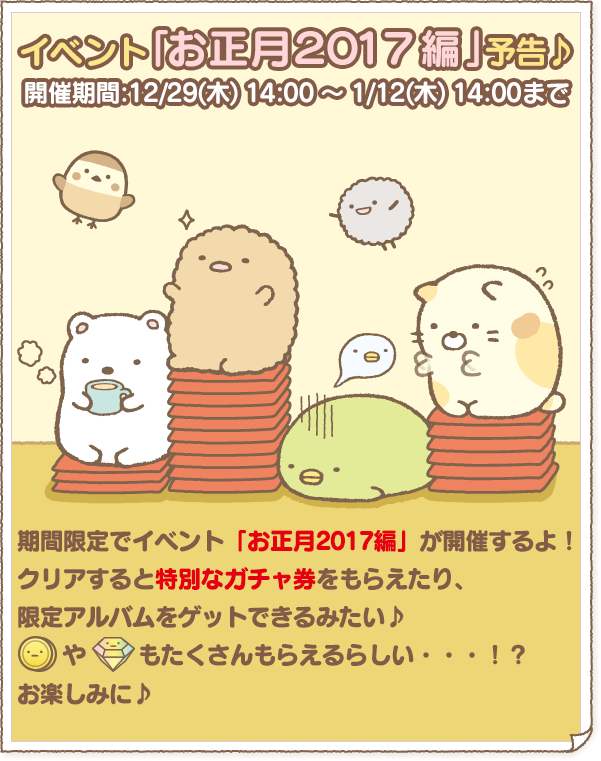 イベント「お正月2017編」予告♪
開催期間:12/29(木) 14:00 ～ 1/12(木) 14:00まで
期間限定でイベント「お正月2017編」が開催するよ！
クリアすると特別なガチャ券をもらえたり、
限定アルバムをゲットできるみたい♪
や もたくさんもらえるらしい・・・！？
お楽しみに♪